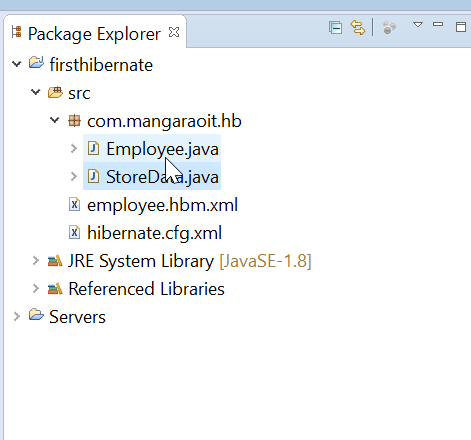 Package Explorer
firsthibernate
src
com.mangaraoit.hb
Employee.java
StoreData.java
employee.hbm.xml
hibernate.cfg.xml
JRE System Library [JavaSE-1.8]
Referenced Libraries
Servers